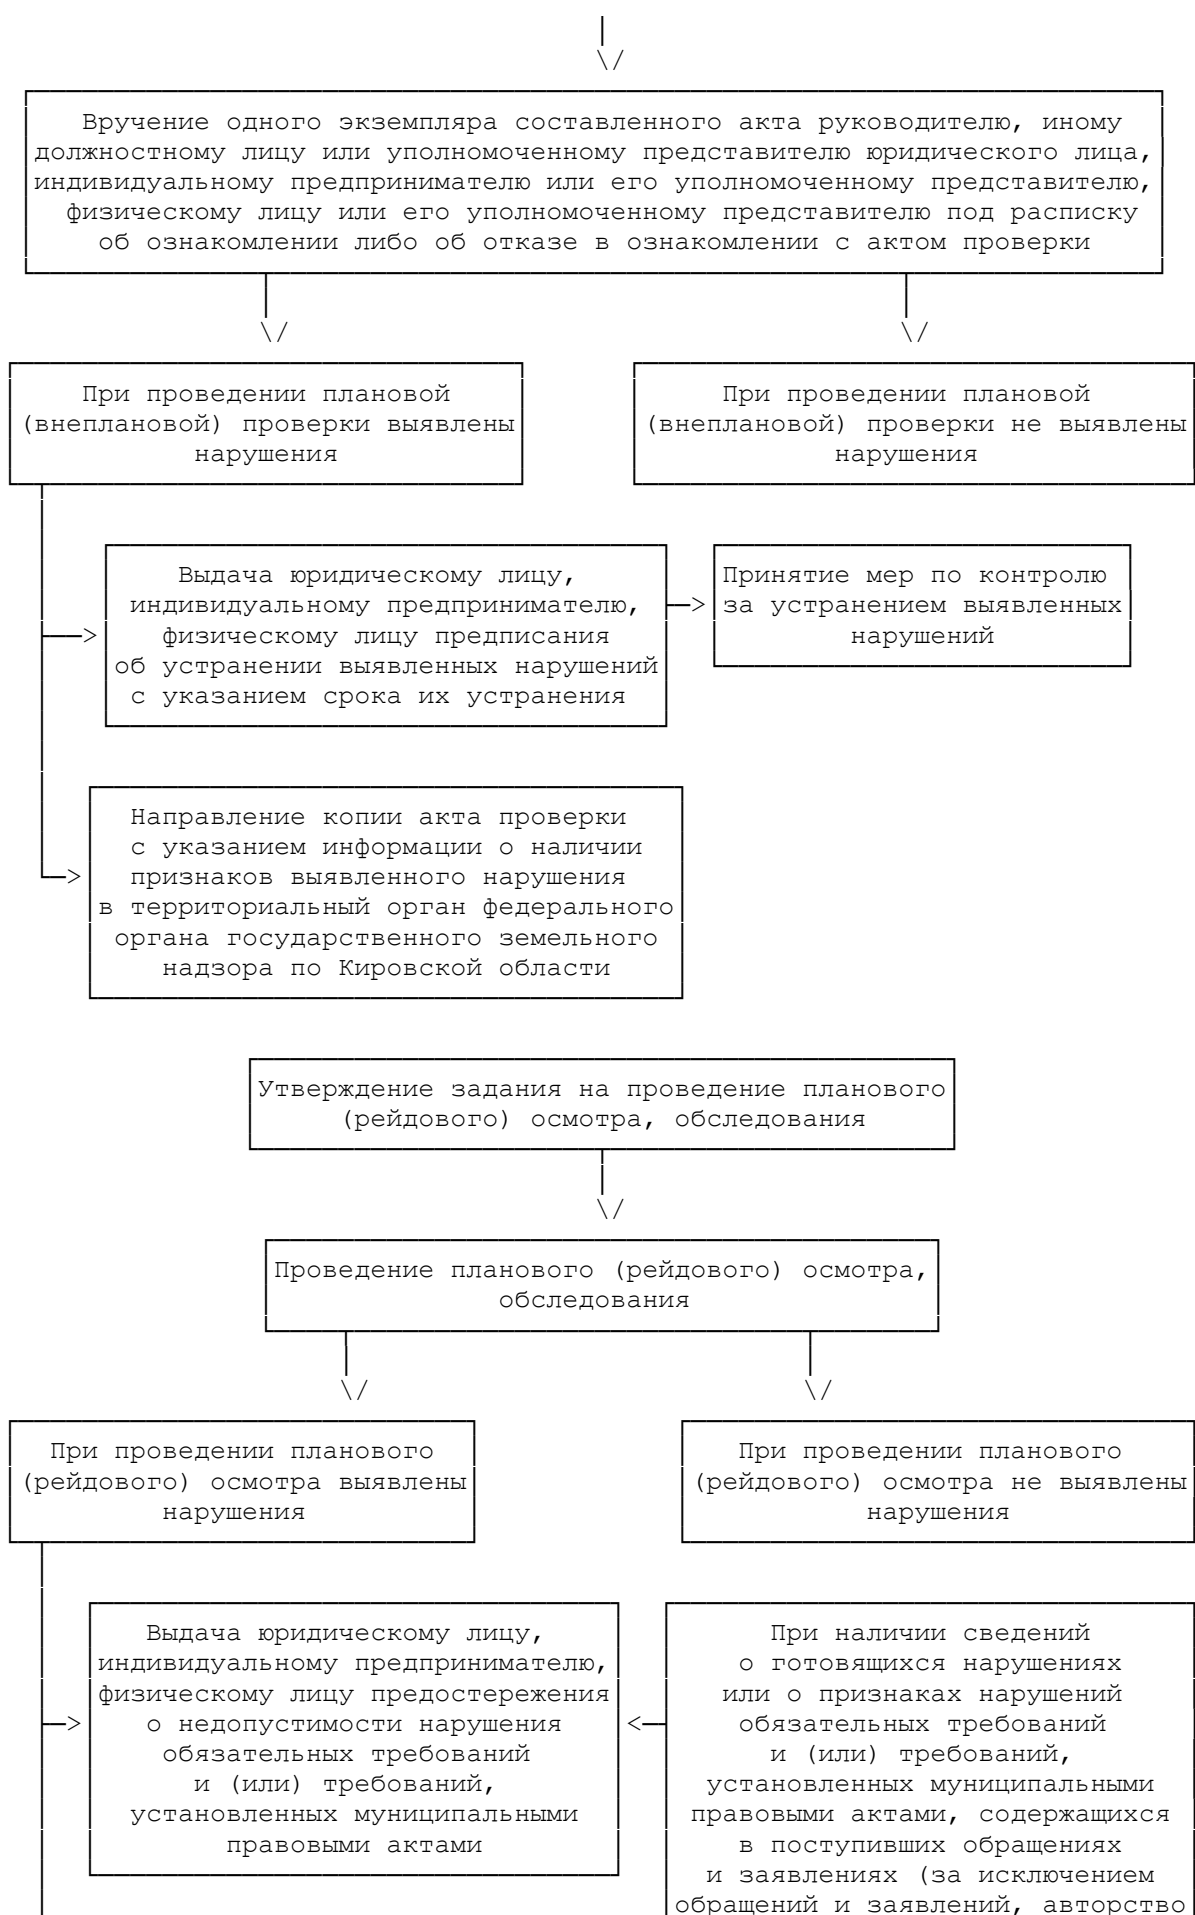 Вручение одного экземпляра составленного акта руководителю, иному
должностному лицу или уполномоченному представителю юридического лица,
индивидуальному предпринимателю или его уполномоченному представителю,
физическому лицу или его уполномоченному представителю под расписку
об ознакомлении либо об отказе в ознакомлении с актом проверки
При проведении плановой
(внеплановой) проверки выявлены
нарушения
При проведении плановой
(внеплановой) проверки не выявлены
нарушения
Выдача юридическому лицу,
индивидуальному предпринимателю,
физическому лицу предписания
об устранении выявленных нарушений
с указанием срока их устранения
Принятие мер по контролю
за устранением выявленных
нарушений
Направление копии акта проверки
с указанием информации о наличии
признаков выявленного нарушения
в территориальный орган федерального
органа государственного земельного
надзора по Кировской области
Утверждение задания на проведение планового
(рейдового) осмотра, обследования
Проведение планового (рейдового) осмотра,
обследования
При проведении планового
(рейдового) осмотра выявлены
нарушения
При проведении планового
(рейдового) осмотра не выявлены
нарушения
Выдача юридическому лицу,
индивидуальному предпринимателю,
физическому лицу предостережения
о недопустимости нарушения
обязательных требований
и (или) требований,
установленных муниципальными
правовыми актами
При наличии сведений
о готовящихся нарушениях
или о признаках нарушений
обязательных требований
и (или) требований,
установленных муниципальными
правовыми актами, содержащихся
в поступивших обращениях
и заявлениях (за исключением
обращений и заявлений, авторство